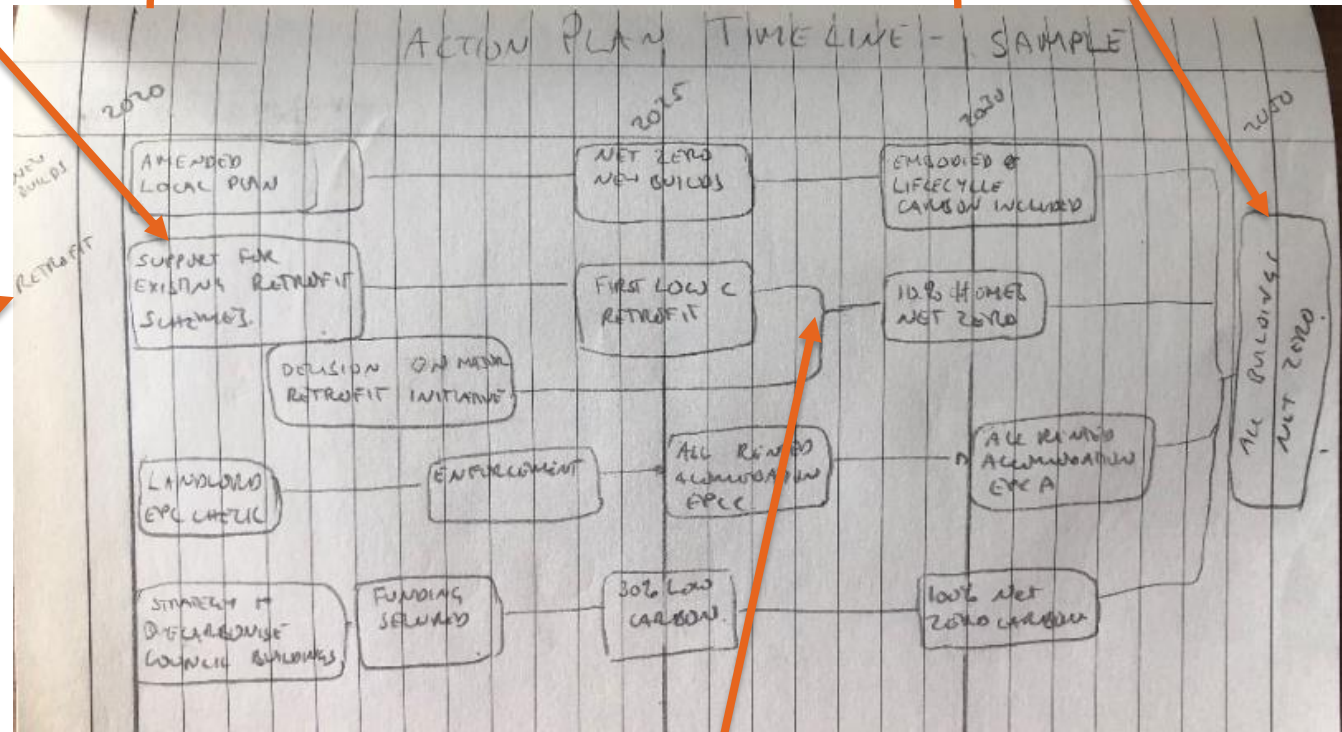 ACTION PLAN TIMELINE - SAMPLE
2020
2025
2030
2050
NEW
BUILDS
AMENDED
LOCAL PLAN
NET ZERO
NEW BUILDS
EMBODIED &
LIFECYCLE
CARBON INCLUDED
RETROFIT
SUPPORT FOR
EXISTING RETROFIT
SCHEMES.
FIRST LOW C
RETROFIT
10% HOMES
NET ZERO
DECISION ON MAJOR
RETROFIT INITIATIVE
LANDLORD
EPC CHECK
ENFORCEMENT
ALL RENTED
ACCOMODATION
EPC C
ALL RENTED
ACCOMODATION
EPC A
STRATEGY
DECARBONISE
COUNCIL BUILDINGS
FUNDING
SECURED
30% LOW
CARBON.
100% NET
ZERO CARBON
ALL BUILDINGS
NET ZERO.